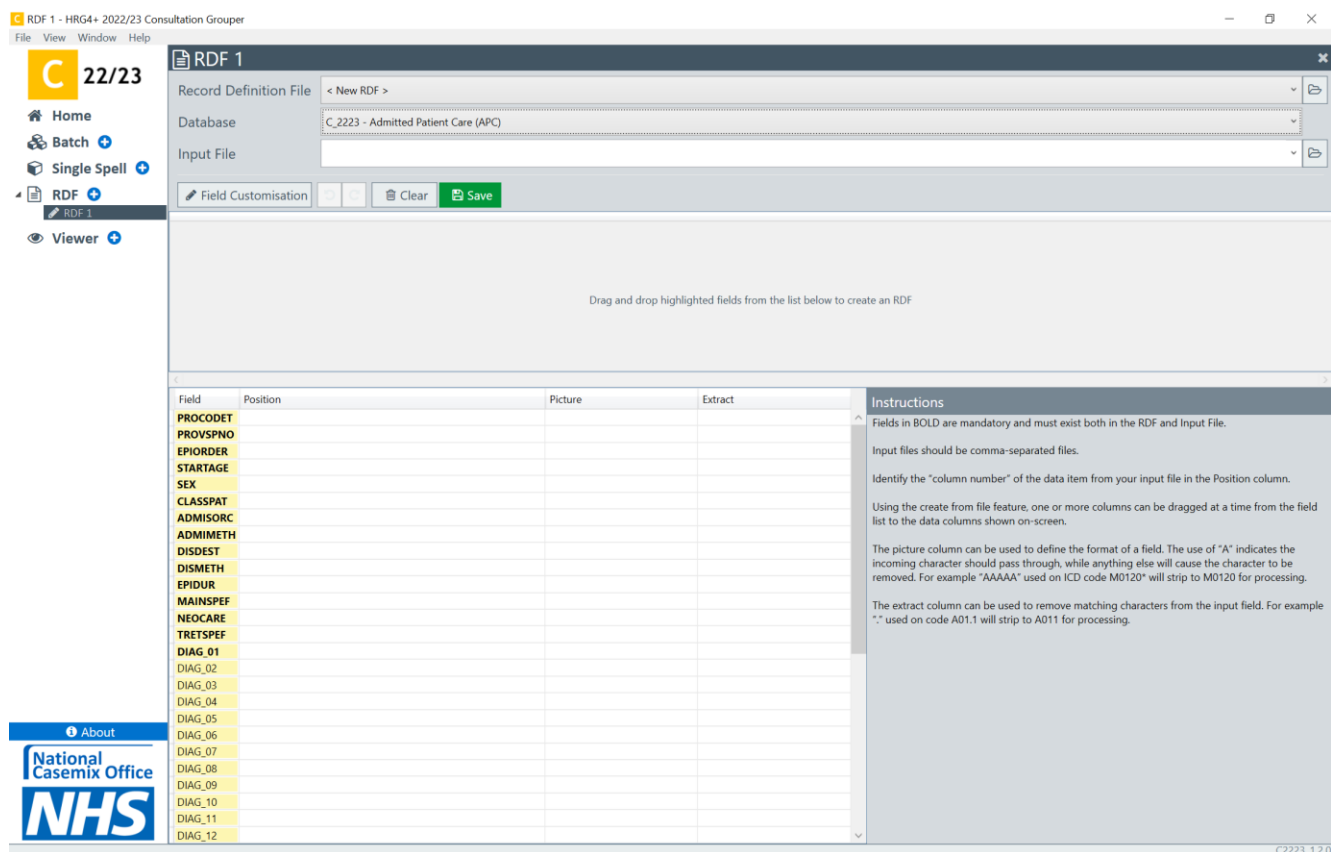 RDF 1 - HRG4+ 2022/23 Consultation Grouper
File View Window Help
C 22/23
Home
Batch
Single Spell
RDF
RDF 1
Viewer
About
National
Casemix Office
NHS
RDF 1
Record Definition File < New RDF >
Database C_2223 - Admitted Patient Care (APC)
Input File
Field Customisation Clear Save
Drag and drop highlighted fields from the list below to create an RDF
Field Position Picture Extract
PROCODET
PROVSPNO
EPIORDER
STARTAGE
SEX
CLASSPAT
ADMISORC
ADMIMETH
DISDEST
DISMETH
EPIDUR
MAINSPEF
NEOCARE
TRETSPEF
DIAG_01
DIAG_02
DIAG_03
DIAG_04
DIAG_05
DIAG_06
DIAG_07
DIAG_08
DIAG_09
DIAG_10
DIAG_11
DIAG_12
Instructions
Fields in BOLD are mandatory and must exist both in the RDF and Input File.
Input files should be comma-separated files.
Identify the "column number" of the data item from your input file in the Position column.
Using the create from file feature, one or more columns can be dragged at a time from the field
list to the data columns shown on-screen.
The picture column can be used to define the format of a field. The use of "A" indicates the
incoming character should pass through, while anything else will cause the character to be
removed. For example "AAAAA" used on ICD code M0120* will strip to M0120 for processing.
The extract column can be used to remove matching characters from the input field. For example
"." used on code A01.1 will strip to A011 for processing.
C2223_1.2.0